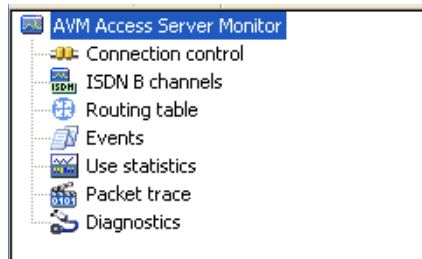 AVM Access Server Monitor
Connection control
ISDN B channels
Routing table
Events
Use statistics
Packet trace
Diagnostics